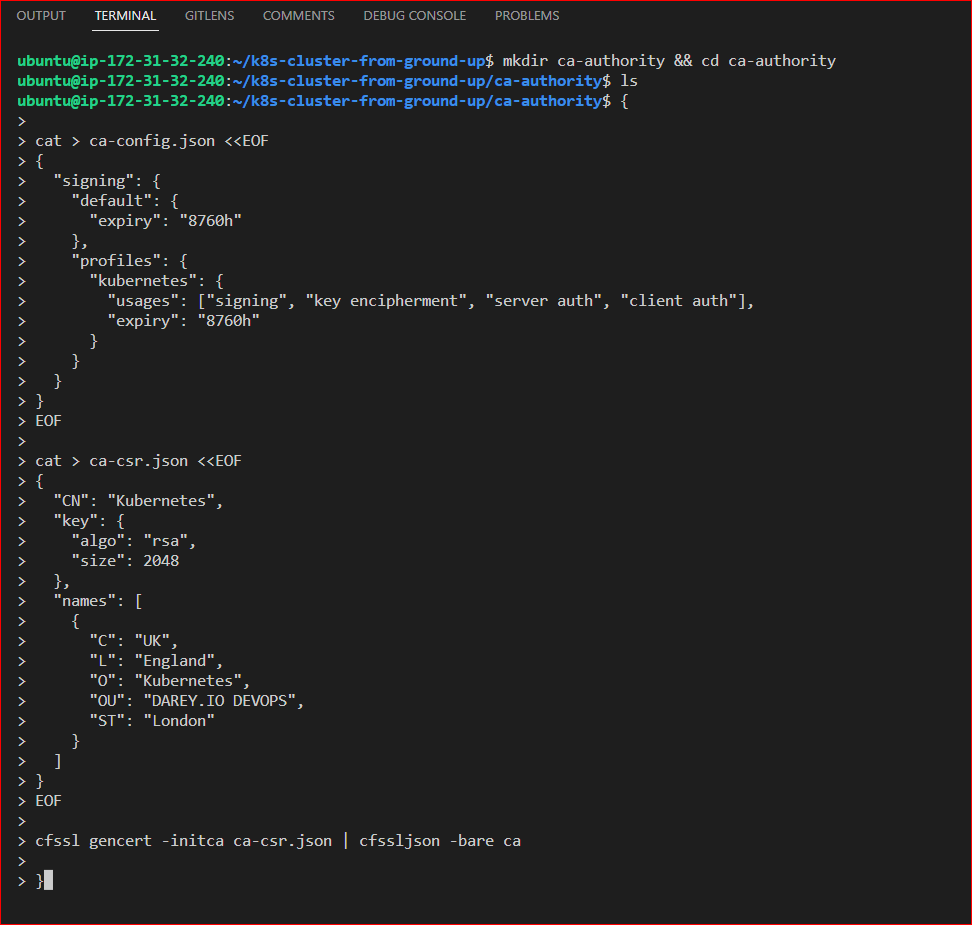 OUTPUT TERMINAL GITLENS COMMENTS DEBUG CONSOLE PROBLEMS
ubuntu@ip-172-31-32-240:~/k8s-cluster-from-ground-up$ mkdir ca-authority && cd ca-authority
ubuntu@ip-172-31-32-240:~/k8s-cluster-from-ground-up/ca-authority$ ls
ubuntu@ip-172-31-32-240:~/k8s-cluster-from-ground-up/ca-authority$ {
>
> cat > ca-config.json <<EOF
> {
>   "signing": {
>     "default": {
>       "expiry": "8760h"
>     },
>     "profiles": {
>       "kubernetes": {
>         "usages": ["signing", "key encipherment", "server auth", "client auth"],
>         "expiry": "8760h"
>       }
>     }
>   }
> }
> EOF
>
> cat > ca-csr.json <<EOF
> {
>   "CN": "Kubernetes",
>   "key": {
>     "algo": "rsa",
>     "size": 2048
>   },
>   "names": [
>     {
>       "C": "UK",
>       "L": "England",
>       "O": "Kubernetes",
>       "OU": "DAREY.IO DEVOPS",
>       "ST": "London"
>     }
>   ]
> }
> EOF
>
> cfssl gencert -initca ca-csr.json | cfssljson -bare ca
>
> }